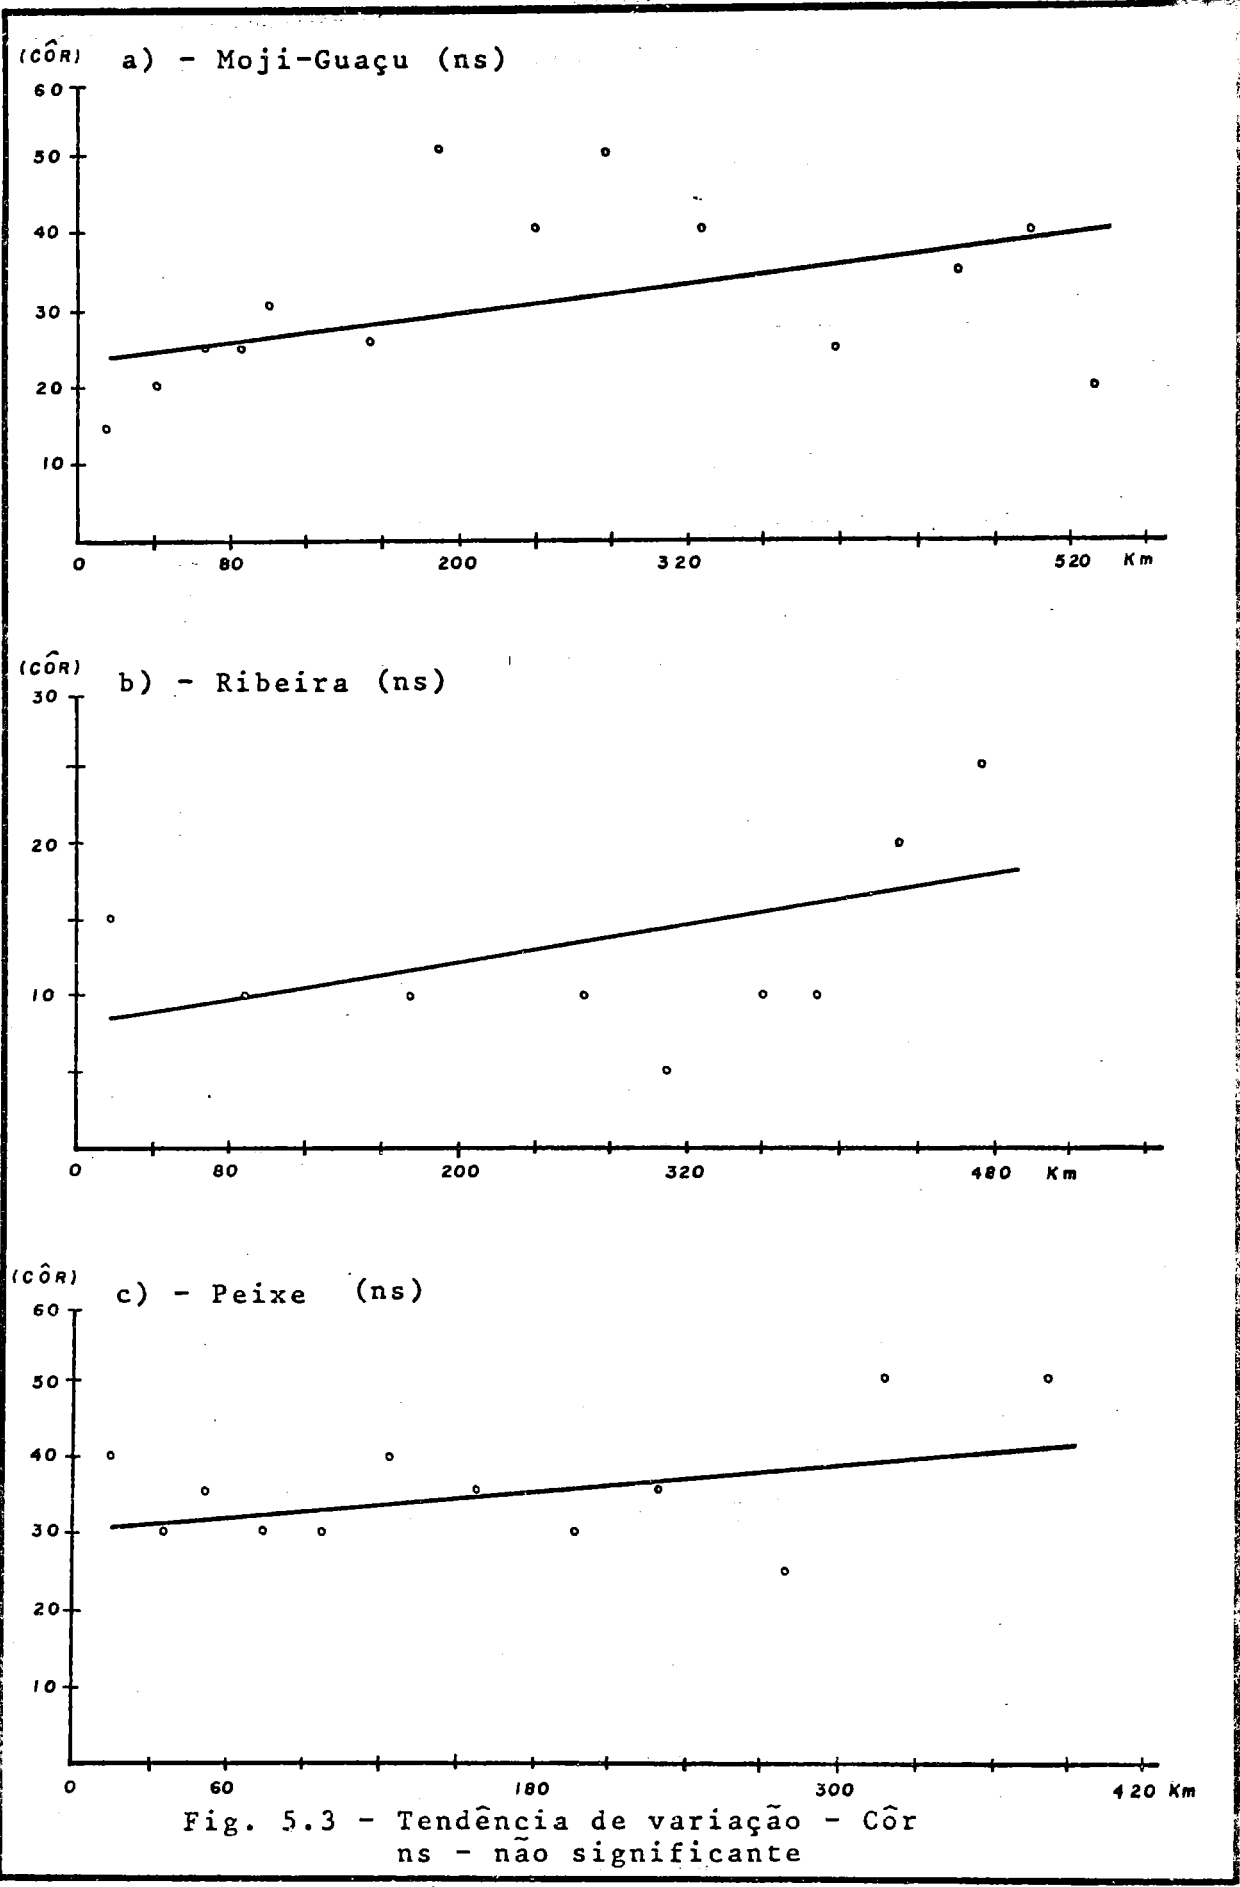 (CÔR)
a) - Moji-Guaçu (ns)
60
50
40
30
20
10
0 80 200 320 520 Km
(CÔR)
b) - Ribeira (ns)
30
20
10
0 80 200 320 480 Km
(CÔR)
c) - Peixe (ns)
60
50
40
30
20
10
0 60 180 300 420 Km
Fig. 5.3 - Tendência de variação - Côr
ns - não significante